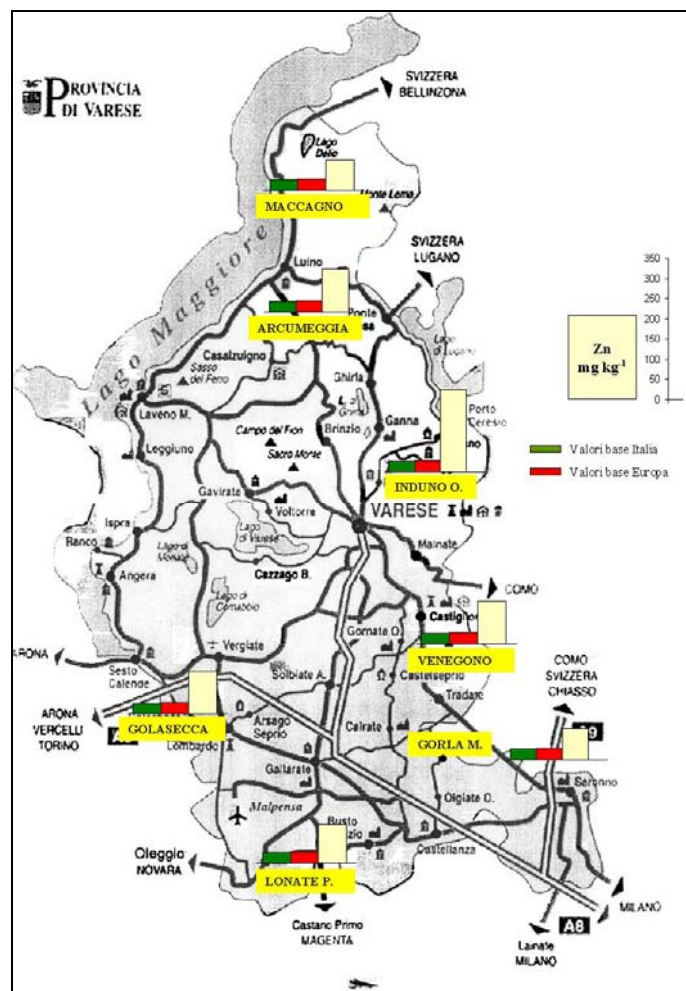 PROVINCIA
DI VARESE
SVIZZERA
BELLINZONA
Lago
Delio
Monte Lema
MACCAGNO
SVIZZERA
LUGANO
Luino
Lago Maggiore
ARCUMEGGIA
Ponte
Casalzuigno
Sasso
del Ferro
Ghirla
Lago
di Lugano
350
300
250
200
150
100
50
0
Zn
mg kg-1
Laveno M.
Campo dei Fiori
Brinzio
Ganna
Porto
Ceresio
Leggiuno
Sacro Monte
Valori base Italia
Valori base Europa
INDUNO O.
Gavirate
Voltorre
VARESE
Ispra
Ranco
Lago
di Varese
Malnate
Lago di
Angera
Cazzago B.
COMO
Lago di
Comabbio
Castiglion
Gornate O.
VENEGONO
ARONA
Vergiate
Sesto
Calende
Solbiate A.
Castelseprio
COMO
SVIZZERA
CHIASSO
Tradate
ARONA
VERCELLI
TORINO
GOLASECCA
Arsago
Seprio
Cairate
GORLA M.
Lombardo
A9
Gallarate
Saronno
Malpensa
Olgiate O.
Busto
Oleggio
NOVARA
Castellanza
LONATE P.
Castano Primo
MAGENTA
MILANO
Lainate
MILANO
A8